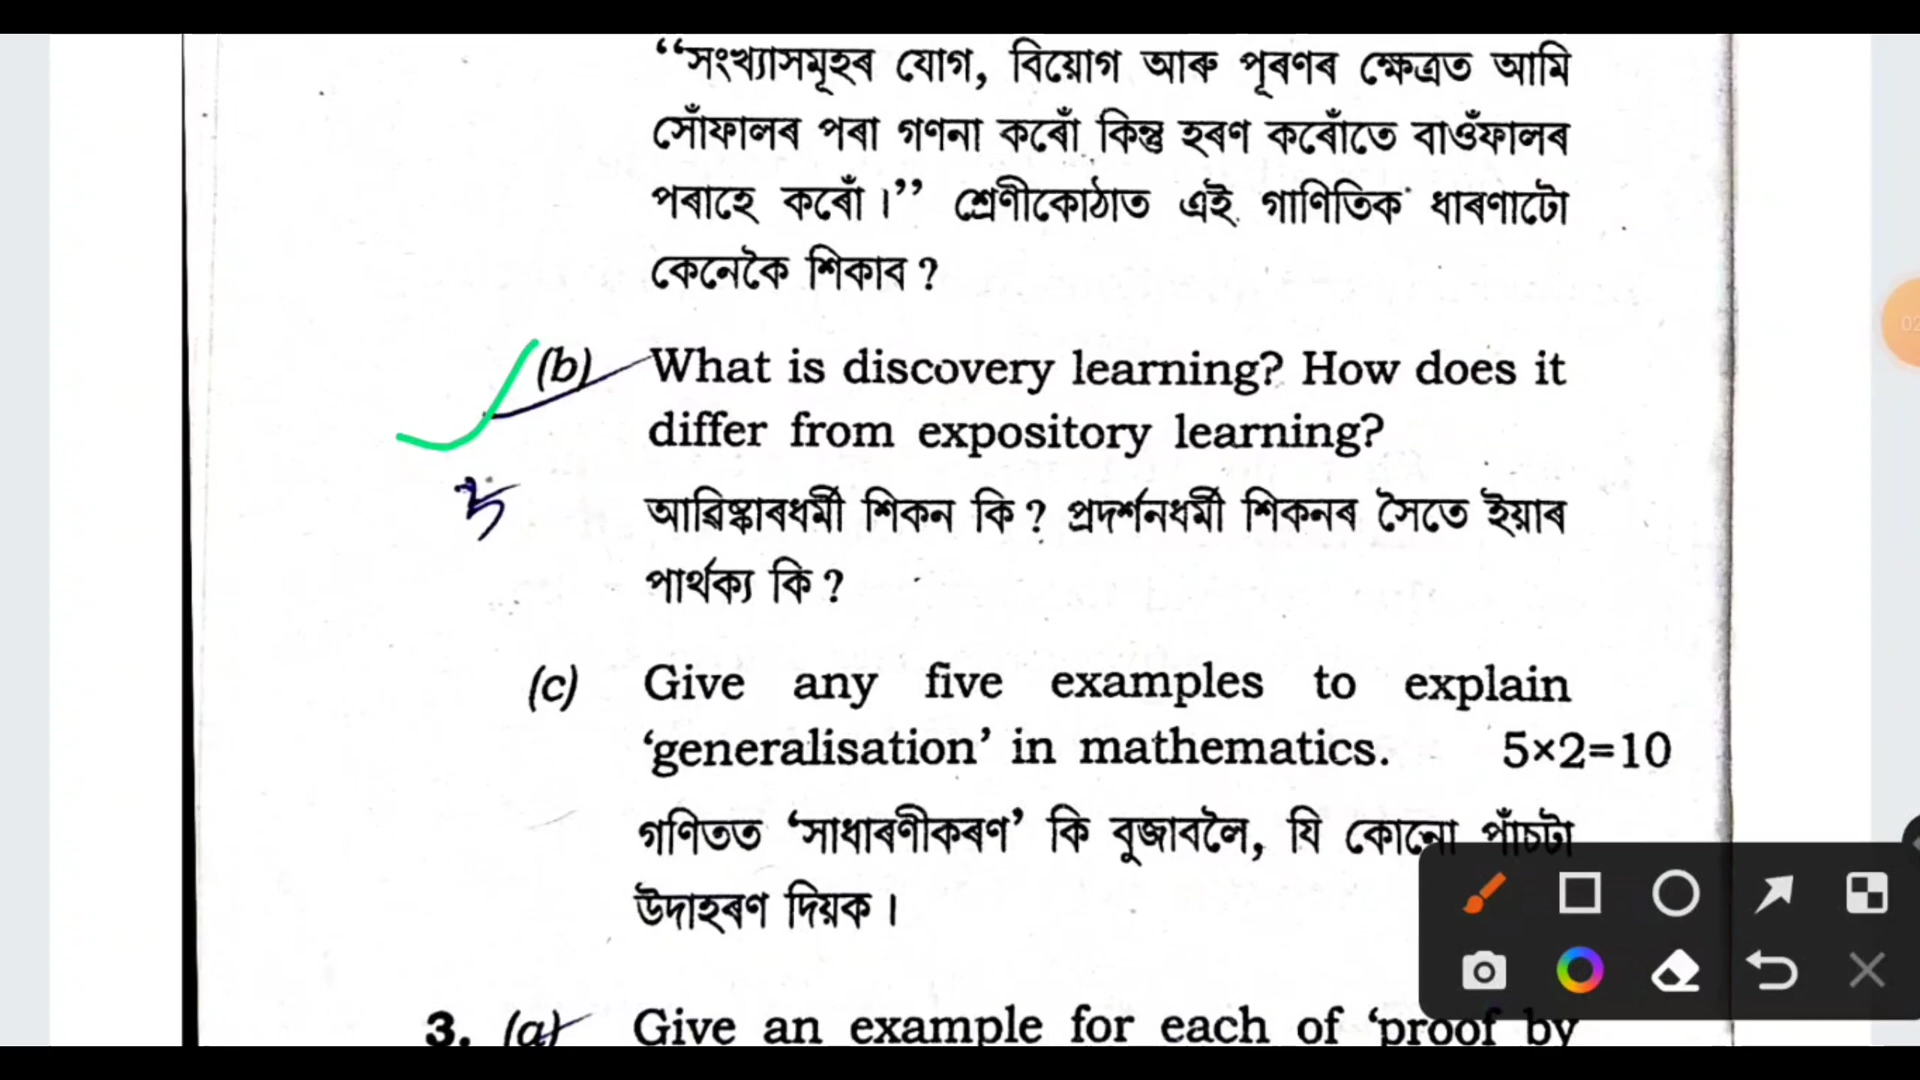 “সংখ্যাসমূহৰ যোগ, বিয়োগ আৰু পূৰণৰ ক্ষেত্ৰত আমি
সোঁফালৰ পৰা গণনা কৰোঁ কিন্তু হৰণ কৰোঁতে বাওঁফালৰ
পৰাহে কৰোঁ।” শ্ৰেণীকোঠাত এই গাণিতিক ধাৰণাটো
কেনেকৈ শিকাব ?
(b) What is discovery learning? How does it
differ from expository learning?
আৱিষ্কাৰধৰ্মী শিকন কি ? প্ৰদৰ্শনধৰ্মী শিকনৰ সৈতে ইয়াৰ
পাৰ্থক্য কি ?
(c) Give any five examples to explain
‘generalisation’ in mathematics. 5×2=10
গণিতত ‘সাধাৰণীকৰণ’ কি বুজাবলৈ, যি কোনো পাঁচটা
উদাহৰণ দিয়ক।
3. (a) Give an example for each of ‘proof by